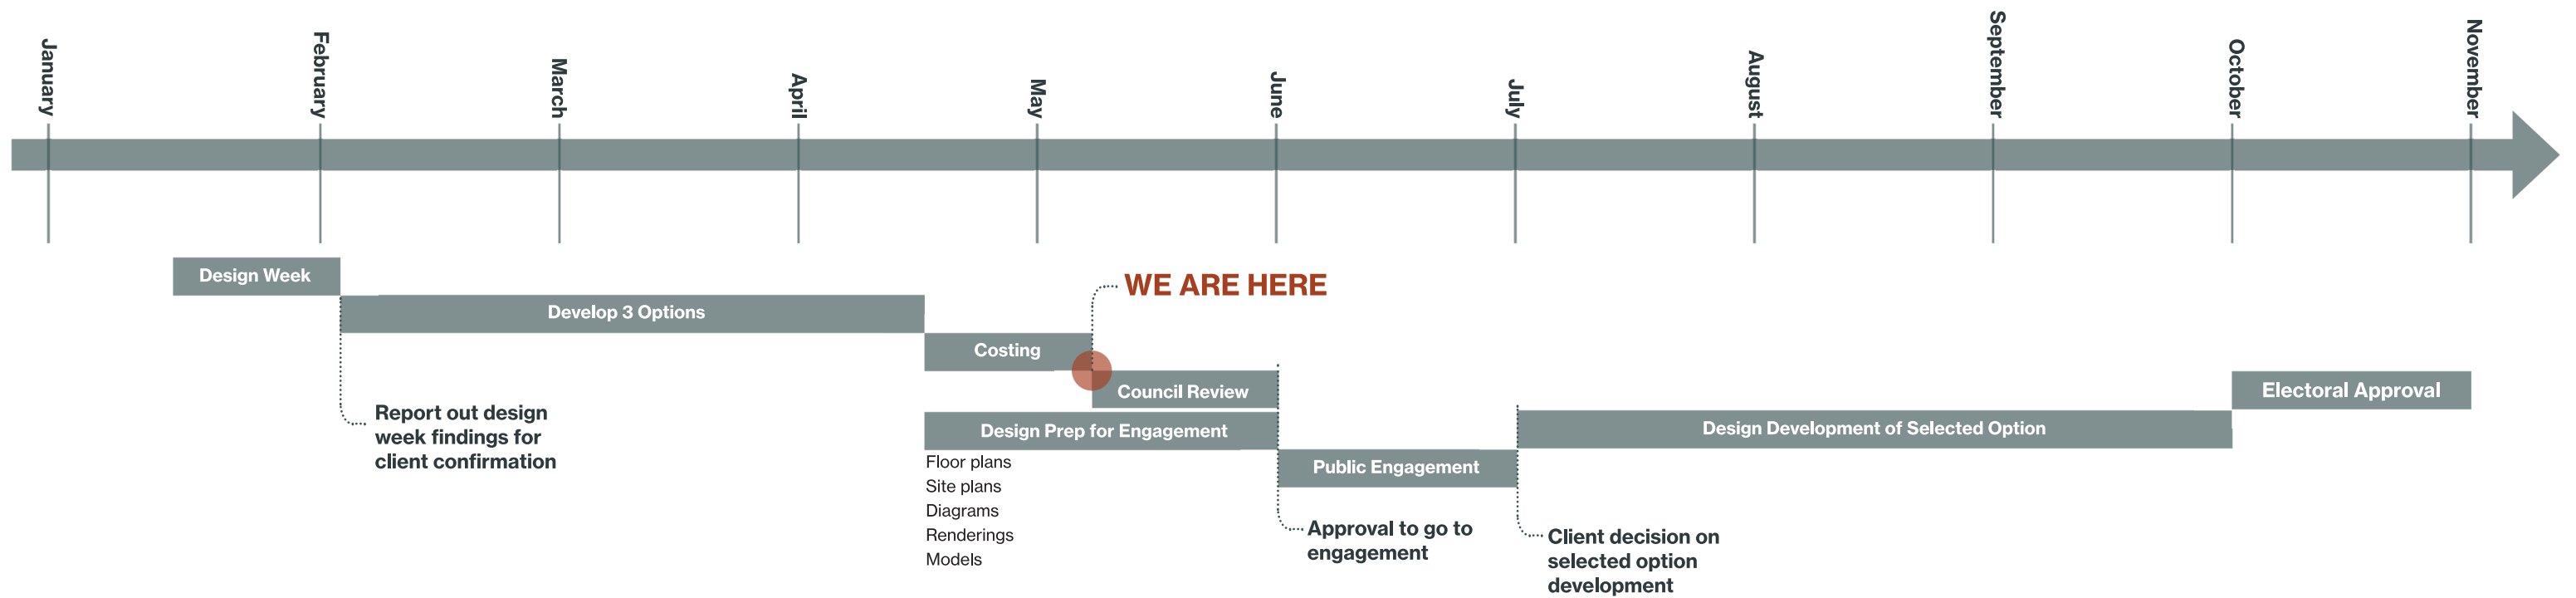 January
February
March
April
May
June
July
August
September
October
November
Design Week
WE ARE HERE
Develop 3 Options
Costing
Council Review
Electoral Approval
Report out design
week findings for
client confirmation
Design Prep for Engagement
Design Development of Selected Option
Floor plans
Site plans
Diagrams
Renderings
Models
Public Engagement
Approval to go to
engagement
Client decision on
selected option
development